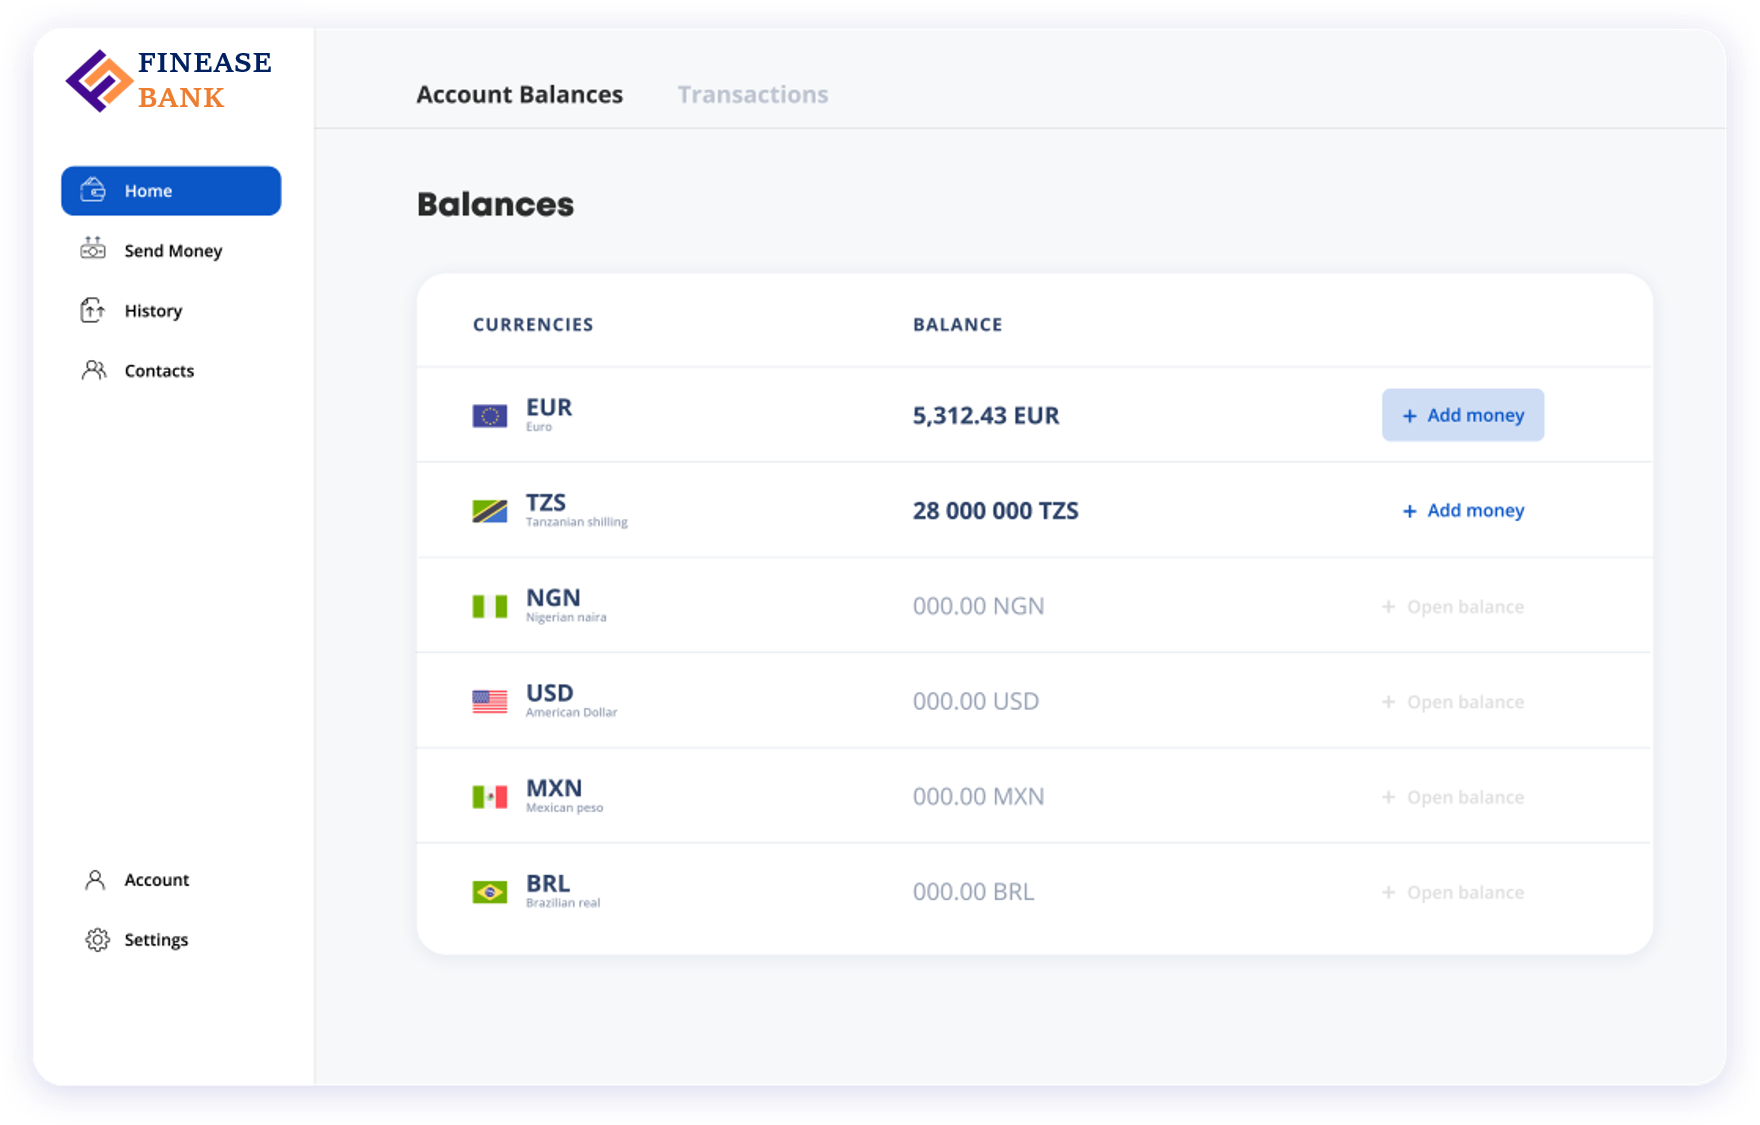 FINEASE
BANK
Account Balances Transactions
Home
Send Money
History
Contacts
Account
Settings
Balances
CURRENCIES BALANCE
EUR
Euro
5,312.43 EUR
+ Add money
TZS
Tanzanian shilling
28 000 000 TZS
+ Add money
NGN
Nigerian naira
000.00 NGN
+ Open balance
USD
American Dollar
000.00 USD
+ Open balance
MXN
Mexican peso
000.00 MXN
+ Open balance
BRL
Brazilian real
000.00 BRL
+ Open balance